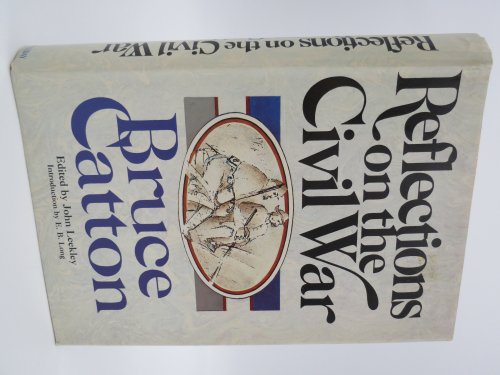 Reflections
on the
Civil War
Bruce
Catton
Edited by John Leekley
Introduction by E. B. Long
Reflections on the Civil War